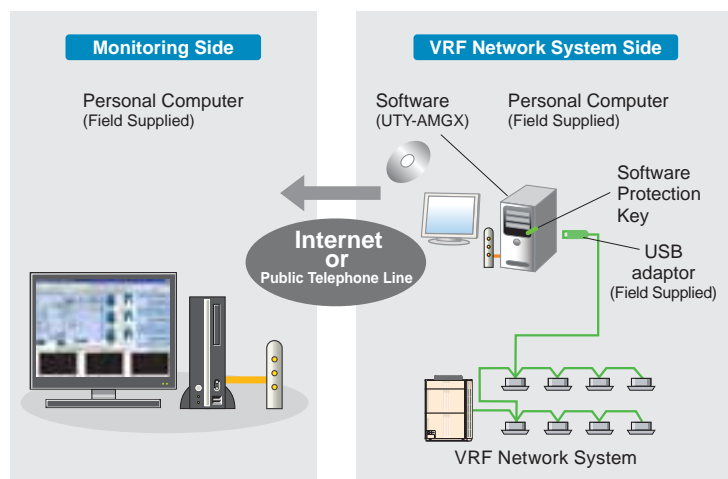 Monitoring Side
Personal Computer
(Field Supplied)
VRF Network System Side
Software
(UTY-AMGX)
Personal Computer
(Field Supplied)
Software
Protection
Key
USB
adaptor
(Field Supplied)
Internet
or
Public Telephone Line
VRF Network System